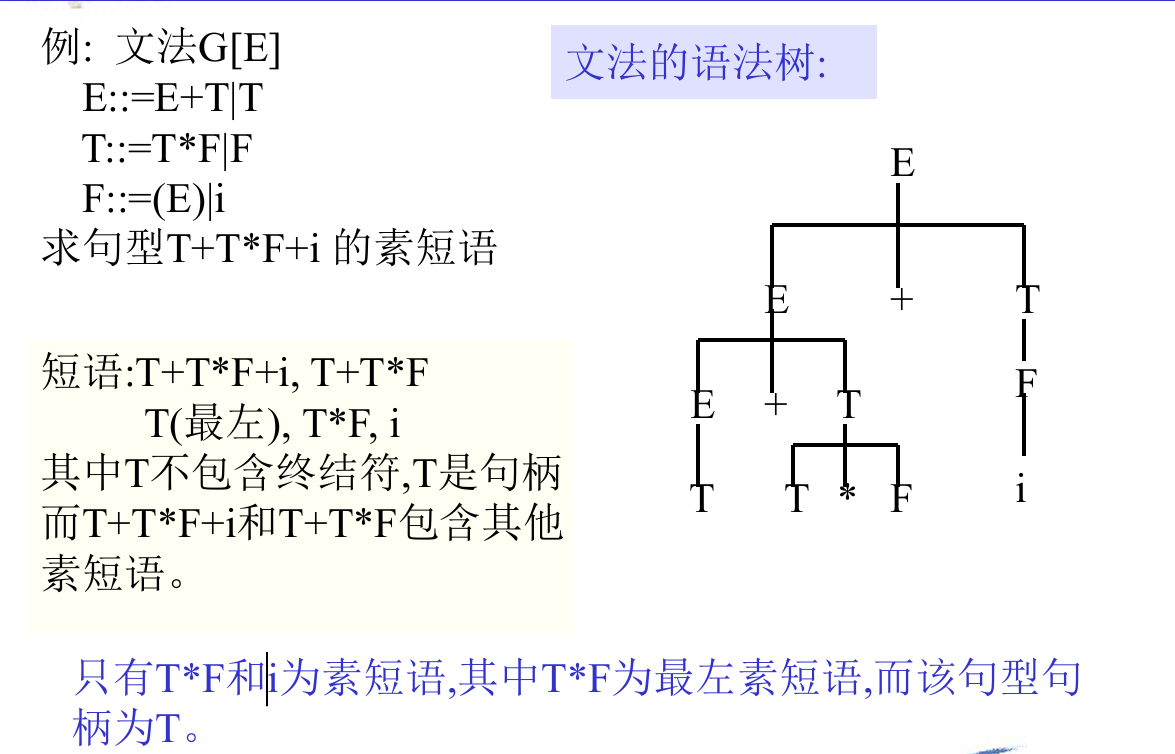 例: 文法G[E]
E::=E+T|T
T::=T*F|F
F::=(E)|i
求句型T+T*F+i 的素短语
文法的语法树:
E
E + T
E + T F
T T * F i
短语:T+T*F+i, T+T*F
T(最左), T*F, i
其中T不包含终结符,T是句柄
而T+T*F+i和T+T*F包含其他
素短语。
只有T*F和i为素短语,其中T*F为最左素短语,而该句型句
柄为T。